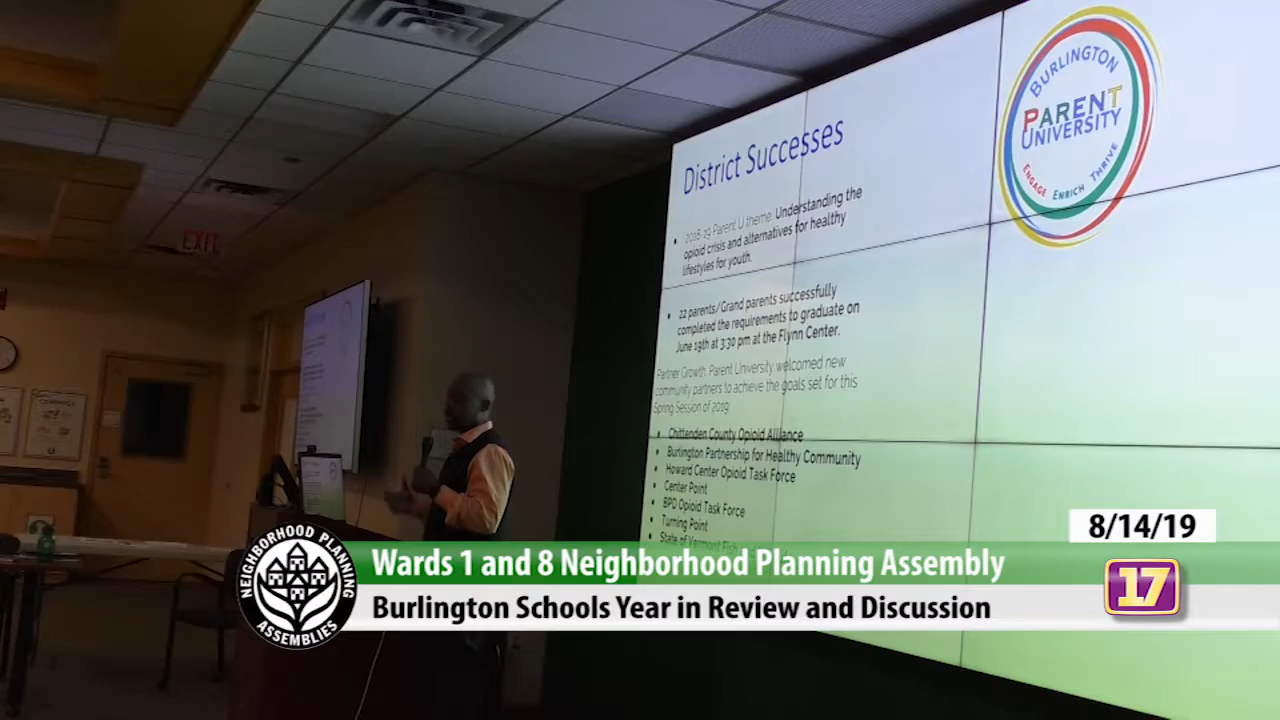 BURLINGTON
PARENT
UNIVERSITY
ENGAGE ENRICH THRIVE
District Successes
• 2018-19 Parent U theme: Understanding the
opioid crisis and alternatives for healthy
lifestyles for youth.
• 22 parents/Grand parents successfully
completed the requirements to graduate on
June 19th at 3:30 pm at the Flynn Center.
Partner Growth: Parent University welcomed new
community partners to achieve the goals set for this
Spring Session of 2019
• Chittenden County Opioid Alliance
• Burlington Partnership for Healthy Community
• Howard Center Opioid Task Force
• Center Point
• BPD Opioid Task Force
• Turning Point
• State of Vermont Fish
EXIT
8/14/19
NEIGHBORHOOD PLANNING
ASSEMBLIES
Wards 1 and 8 Neighborhood Planning Assembly
Burlington Schools Year in Review and Discussion
17